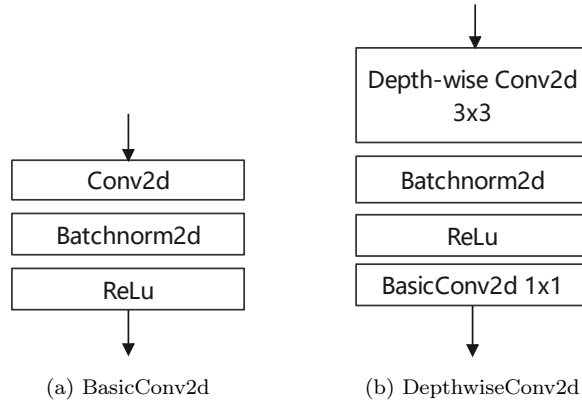 Conv2d
Batchnorm2d
ReLu
(a) BasicConv2d
Depth-wise Conv2d
3x3
Batchnorm2d
ReLu
BasicConv2d 1x1
(b) DepthwiseConv2d